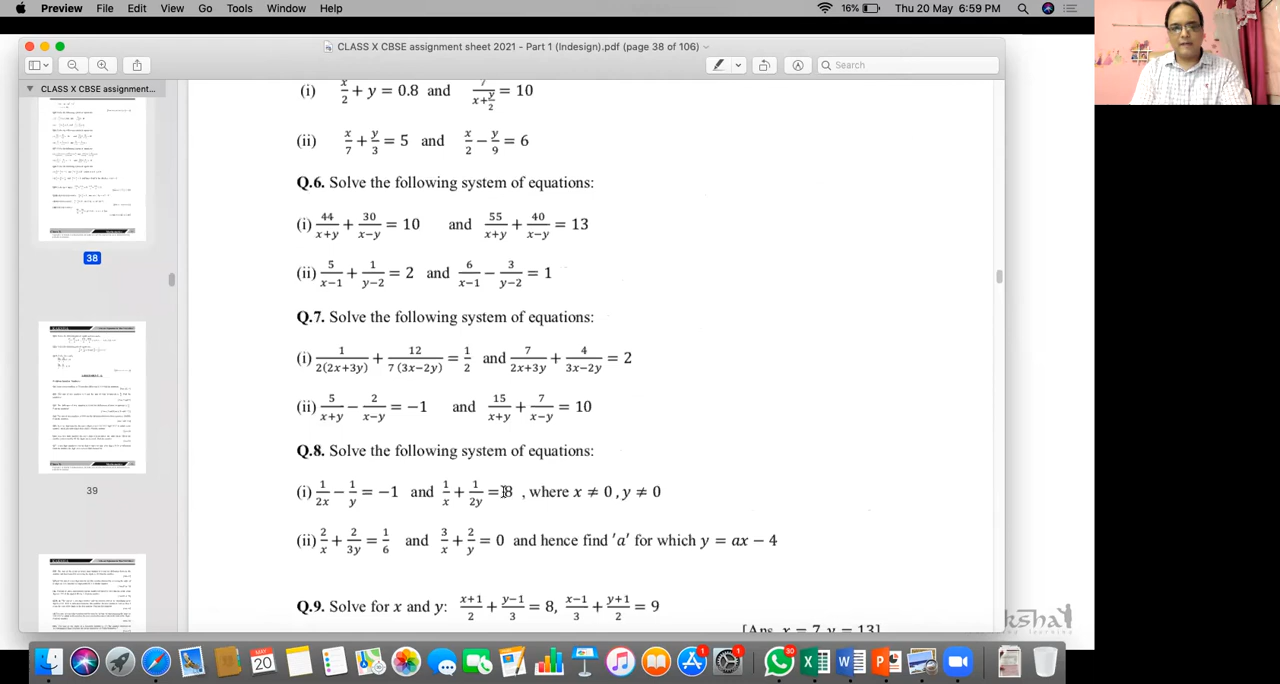 Preview File Edit View Go Tools Window Help 16% Thu 20 May 6:59 PM
CLASS X CBSE assignment sheet 2021 - Part 1 (Indesign).pdf (page 38 of 106)
Search
CLASS X CBSE assignment...
38
39
(i) x/2 + y = 0.8 and 7/(x+y/2) = 10
(ii) x/7 + y/3 = 5 and x/2 − y/9 = 6
Q.6. Solve the following system of equations:
(i) 44/(x+y) + 30/(x−y) = 10 and 55/(x+y) + 40/(x−y) = 13
(ii) 5/(x−1) + 1/(y−2) = 2 and 6/(x−1) − 3/(y−2) = 1
Q.7. Solve the following system of equations:
(i) 1/(2(2x+3y)) + 12/(7(3x−2y)) = 1/2 and 7/(2x+3y) + 4/(3x−2y) = 2
(ii) 5/(x+y) − 2/(x−y) = −1 and 15/(x+y) + 7/(x−y) = 10
Q.8. Solve the following system of equations:
(i) 1/(2x) − 1/y = −1 and 1/x + 1/(2y) = 8 , where x ≠ 0 , y ≠ 0
(ii) 2/x + 2/(3y) = 1/6 and 3/x + 2/y = 0 and hence find 'a' for which y = ax − 4
Q.9. Solve for x and y: (x+1)/2 + (y−1)/3 = 8, (x−1)/3 + (y+1)/2 = 9
[Ans. x = 7, y = 13]
MAY
20
1
1
30